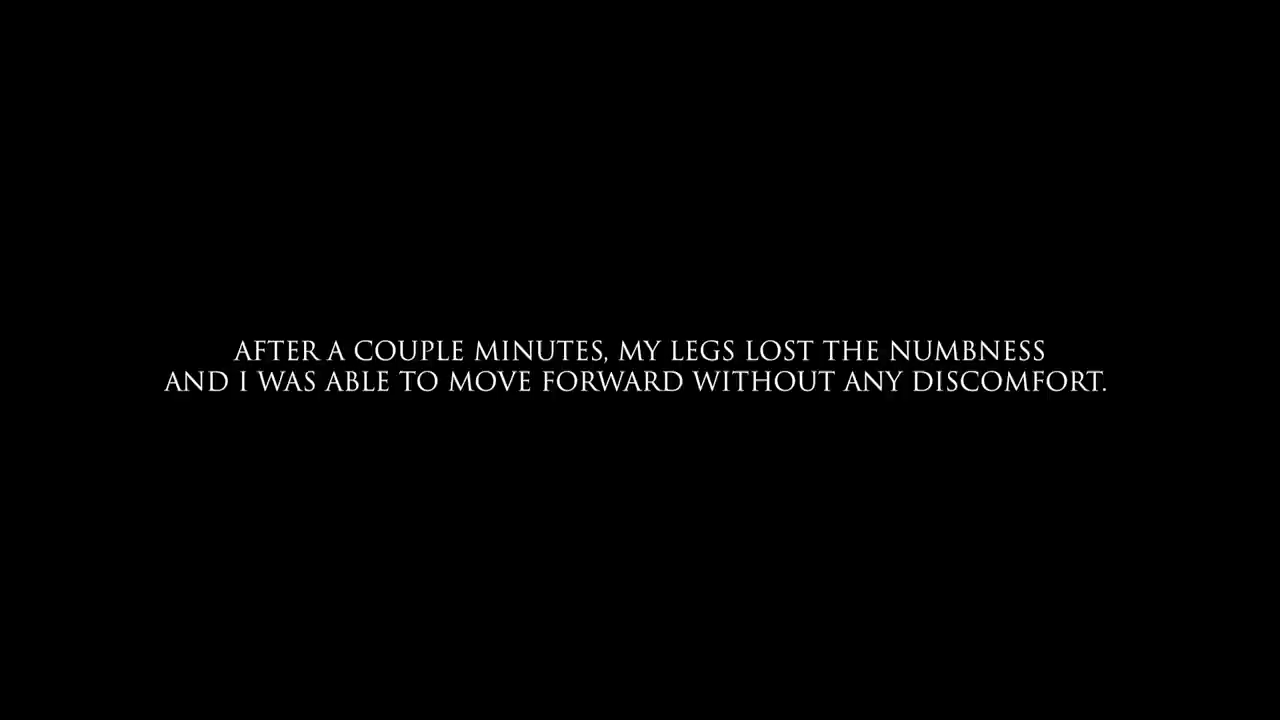 AFTER A COUPLE MINUTES, MY LEGS LOST THE NUMBNESS
AND I WAS ABLE TO MOVE FORWARD WITHOUT ANY DISCOMFORT.